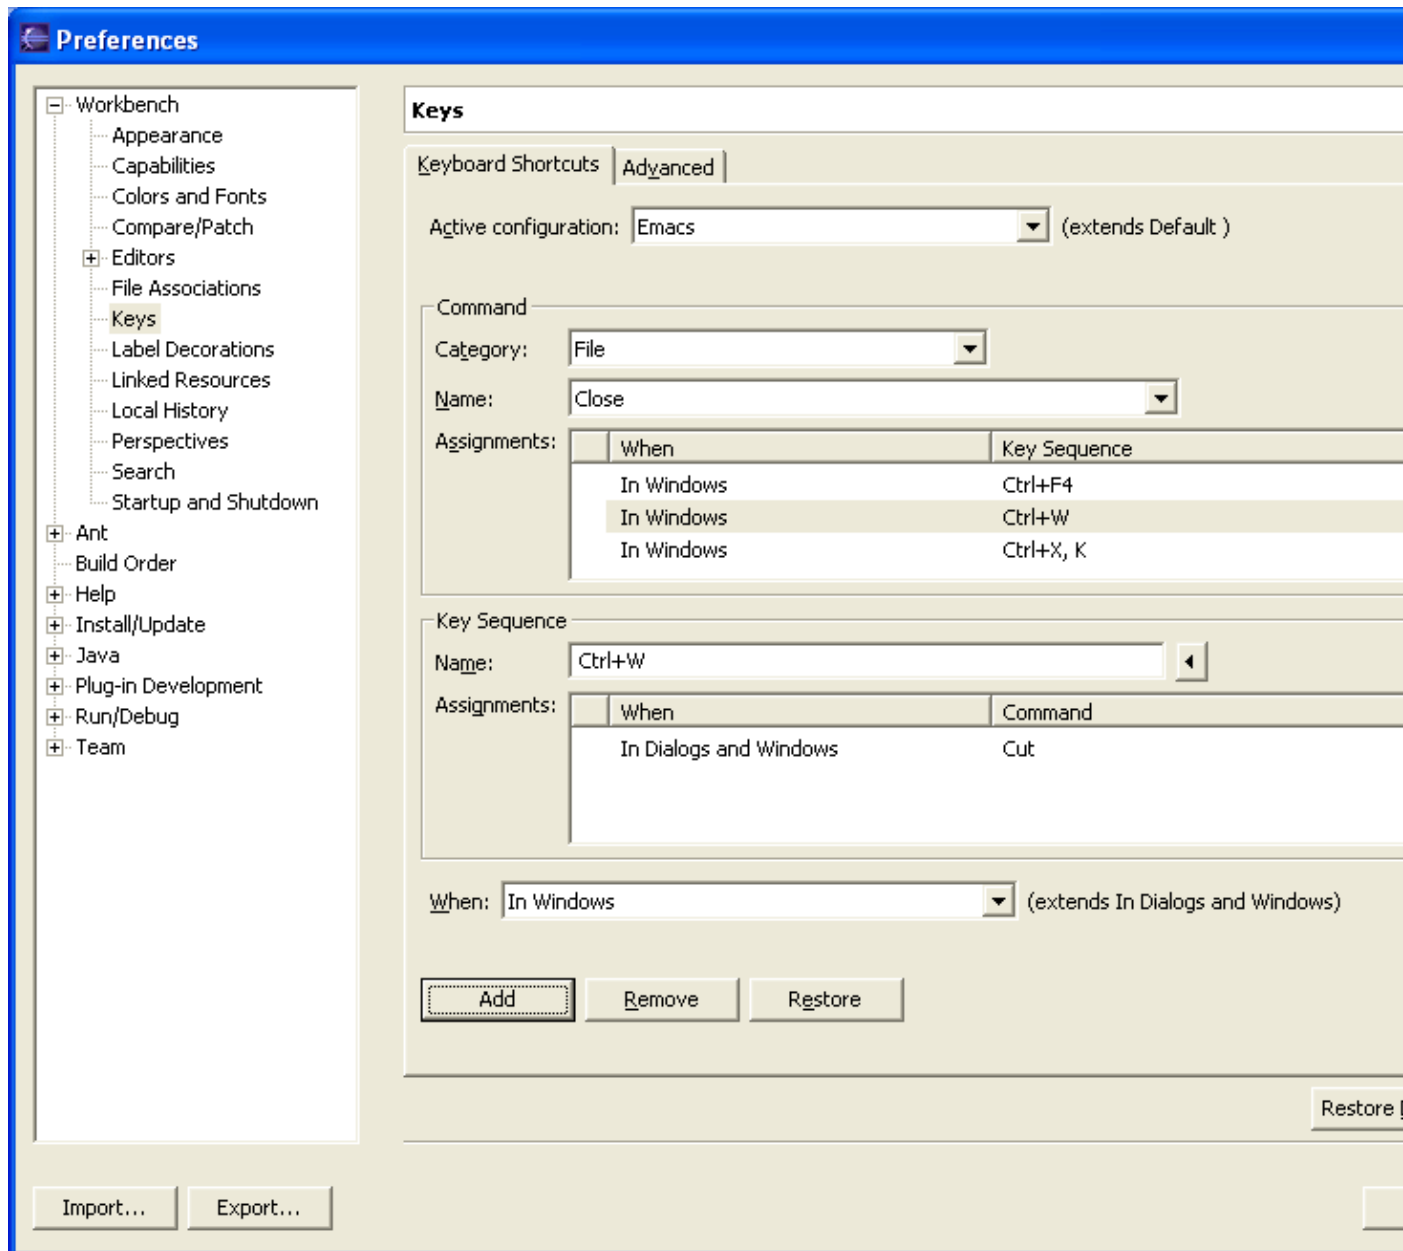 Preferences
Workbench
Appearance
Capabilities
Colors and Fonts
Compare/Patch
Editors
File Associations
Keys
Label Decorations
Linked Resources
Local History
Perspectives
Search
Startup and Shutdown
Ant
Build Order
Help
Install/Update
Java
Plug-in Development
Run/Debug
Team
Keys
Keyboard Shortcuts Advanced
Active configuration: Emacs (extends Default )
Command
Category: File
Name: Close
Assignments: When Key Sequence
In Windows Ctrl+F4
In Windows Ctrl+W
In Windows Ctrl+X, K
Key Sequence
Name: Ctrl+W
Assignments: When Command
In Dialogs and Windows Cut
When: In Windows (extends In Dialogs and Windows)
Add Remove Restore
Restore
Import... Export...